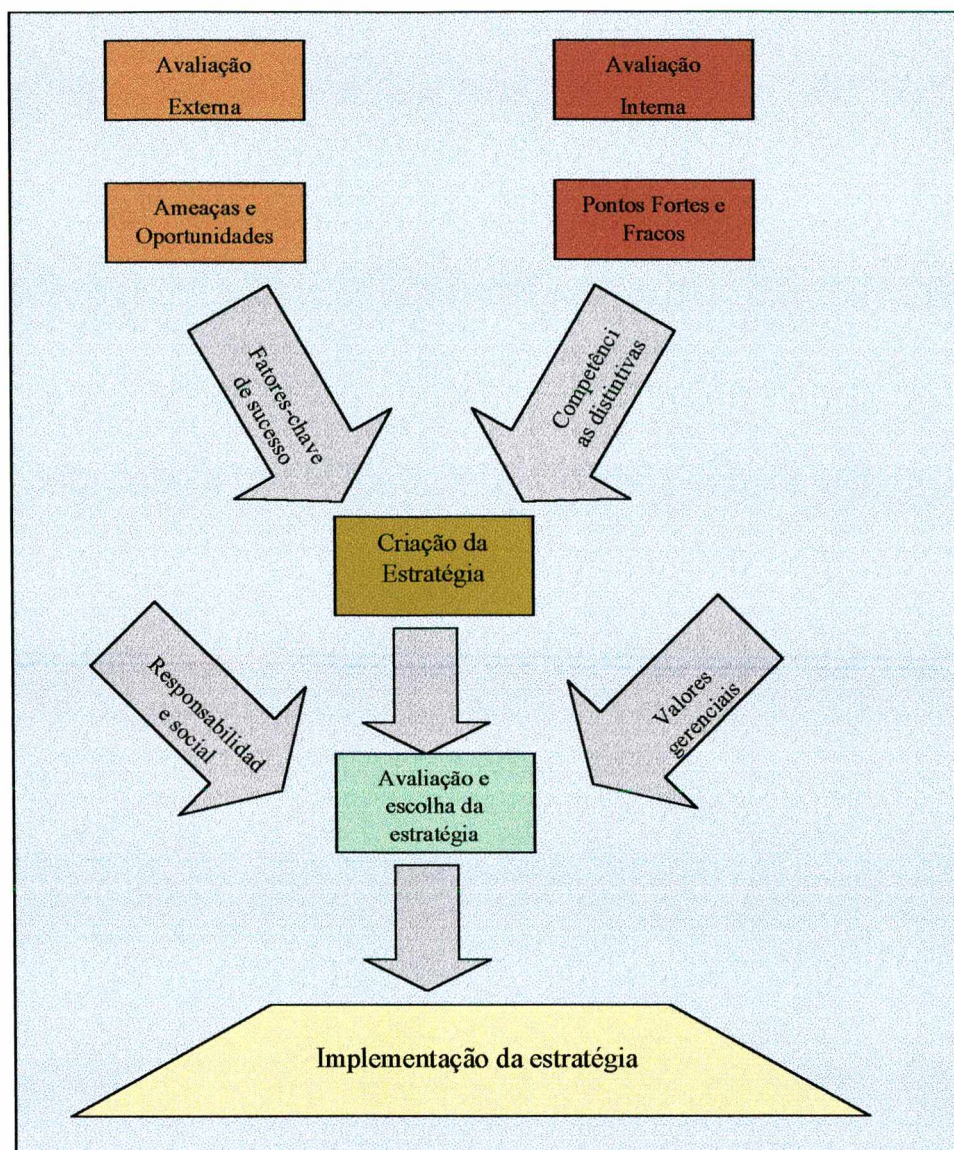 Avaliação
Externa
Avaliação
Interna
Ameaças e
Oportunidades
Pontos Fortes e
Fracos
Fatores-chave
de sucesso
Competênci
as distintivas
Criação da
Estratégia
Responsabilidad
e social
Valores
gerenciais
Avaliação e
escolha da
estratégia
Implementação da estratégia